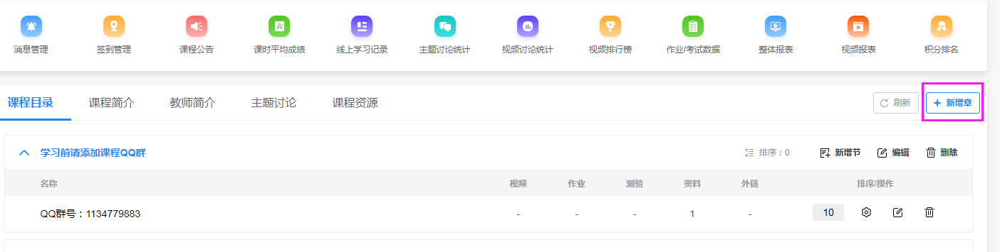 消息管理 签到管理 课程公告 课时平均成绩 线上学习记录 主题讨论统计 视频讨论统计 视频排行榜 作业/考试数据 整体报表 视频报表 积分排名
课程目录 课程简介 教师简介 主题讨论 课程资源 刷新 + 新增章
学习前请添加课程QQ群 排序：0 新增节 编辑 删除
名称 视频 作业 测验 资料 外链 排序/操作
QQ群号：1134779883 - - - 1 - 10